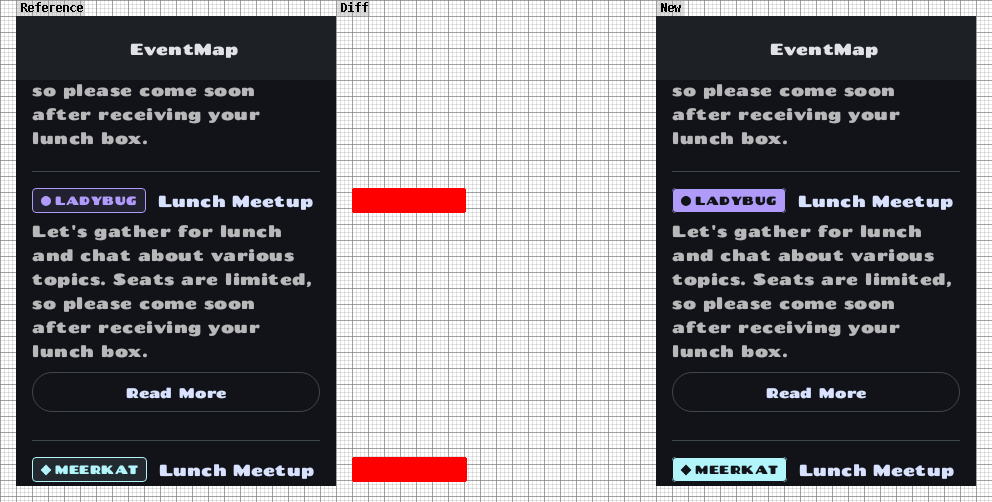 Reference
Diff
New
EventMap
so please come soon
after receiving your
lunch box.
LADYBUG Lunch Meetup
Let's gather for lunch
and chat about various
topics. Seats are limited,
so please come soon
after receiving your
lunch box.
Read More
MEERKAT Lunch Meetup
EventMap
so please come soon
after receiving your
lunch box.
LADYBUG Lunch Meetup
Let's gather for lunch
and chat about various
topics. Seats are limited,
so please come soon
after receiving your
lunch box.
Read More
MEERKAT Lunch Meetup